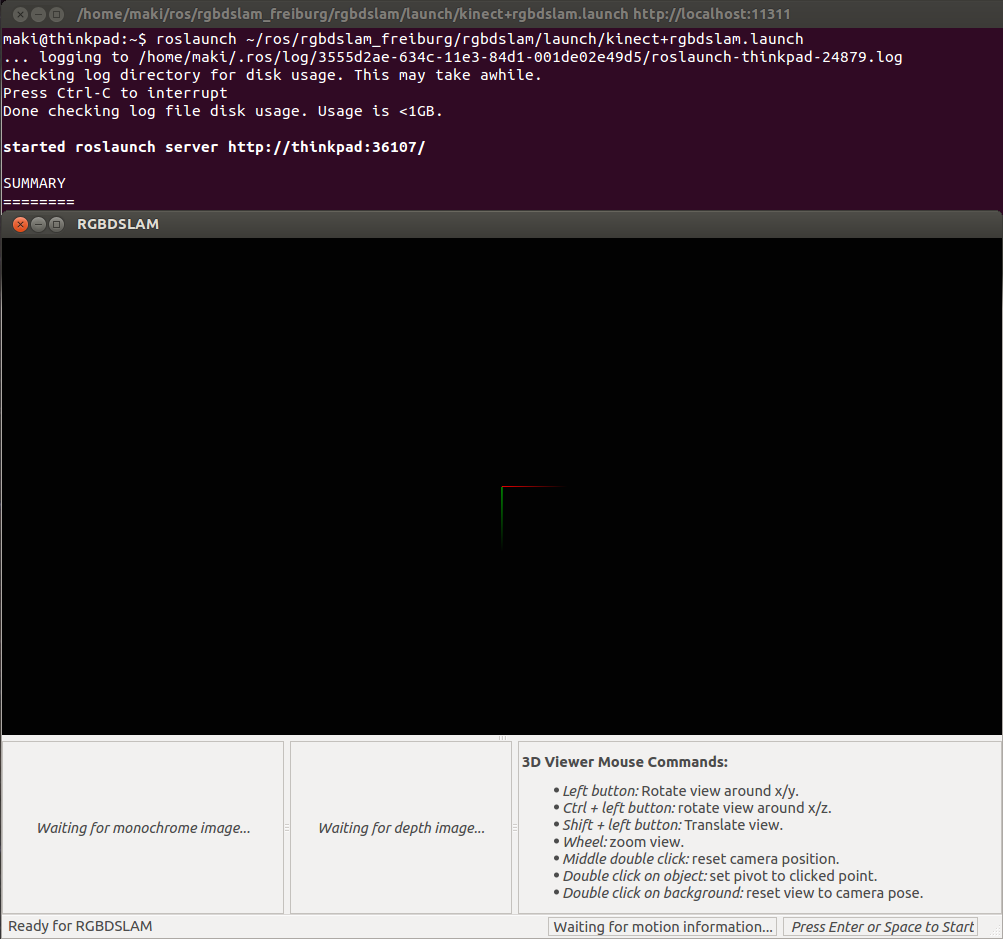 /home/maki/ros/rgbdslam_freiburg/rgbdslam/launch/kinect+rgbdslam.launch http://localhost:11311
maki@thinkpad:~$ roslaunch ~/ros/rgbdslam_freiburg/rgbdslam/launch/kinect+rgbdslam.launch
... logging to /home/maki/.ros/log/3555d2ae-634c-11e3-84d1-001de02e49d5/roslaunch-thinkpad-24879.log
Checking log directory for disk usage. This may take awhile.
Press Ctrl-C to interrupt
Done checking log file disk usage. Usage is <1GB.
started roslaunch server http://thinkpad:36107/
SUMMARY
========
RGBDSLAM
Waiting for monochrome image...
Waiting for depth image...
3D Viewer Mouse Commands:
• Left button: Rotate view around x/y.
• Ctrl + left button: rotate view around x/z.
• Shift + left button: Translate view.
• Wheel: zoom view.
• Middle double click: reset camera position.
• Double click on object: set pivot to clicked point.
• Double click on background: reset view to camera pose.
Ready for RGBDSLAM
Waiting for motion information...
Press Enter or Space to Start